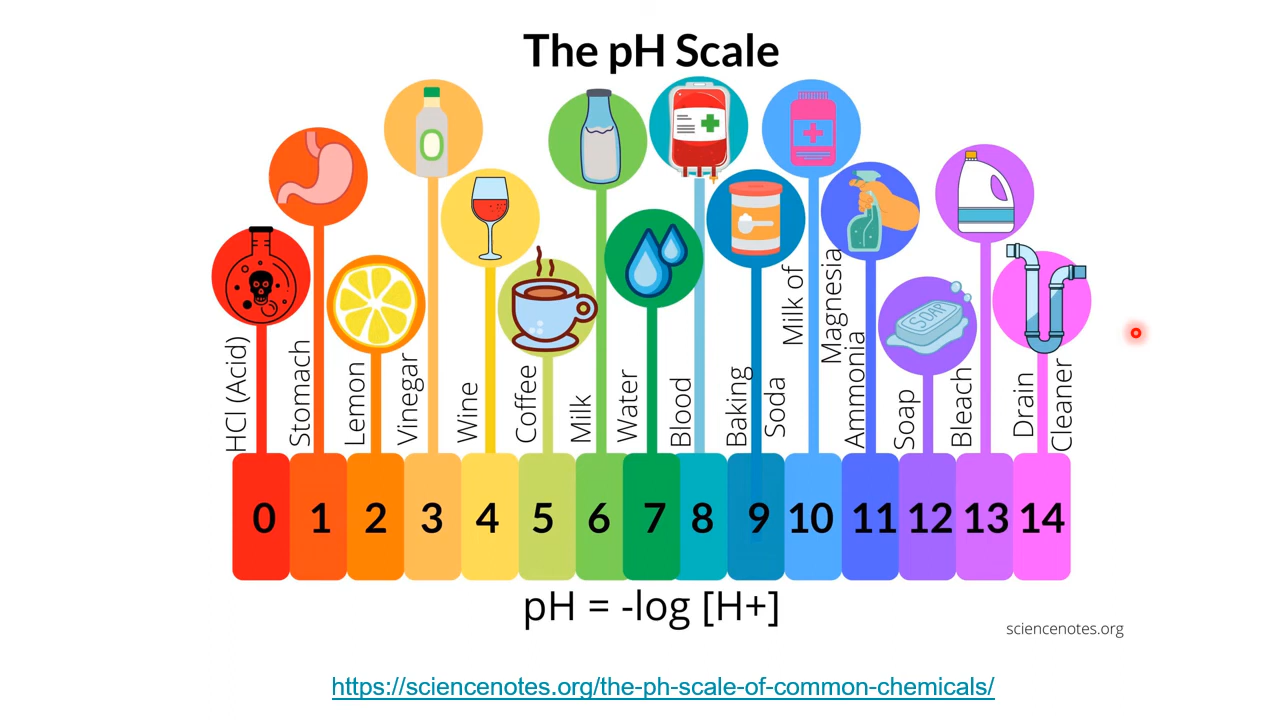 The pH Scale
HCl (Acid)
Stomach
Lemon
Vinegar
Wine
Coffee
Milk
Water
Blood
Baking
Soda
Milk of
Magnesia
Ammonia
Soap
SOAP
Bleach
Drain
Cleaner
0 1 2 3 4 5 6 7 8 9 10 11 12 13 14
pH = -log [H+]
sciencenotes.org
https://sciencenotes.org/the-ph-scale-of-common-chemicals/